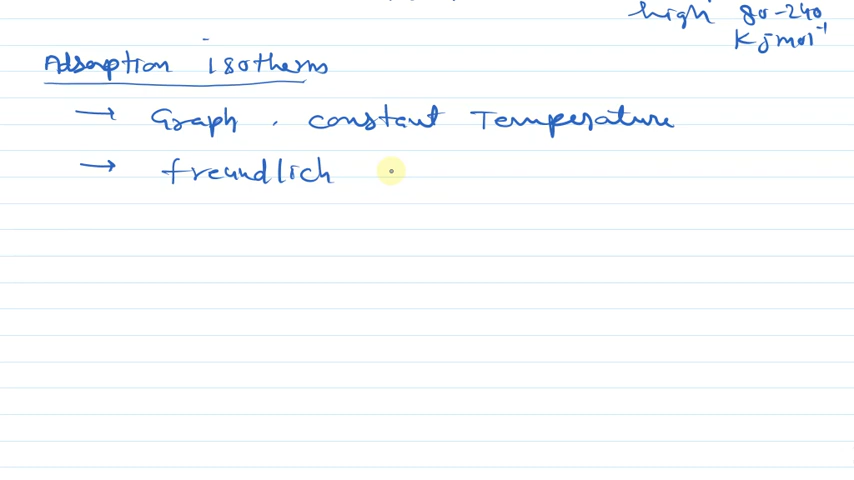 high 80-240
KJmol⁻¹
Adsorption isotherms
→ Graph, constant Temperature
→ freundlich